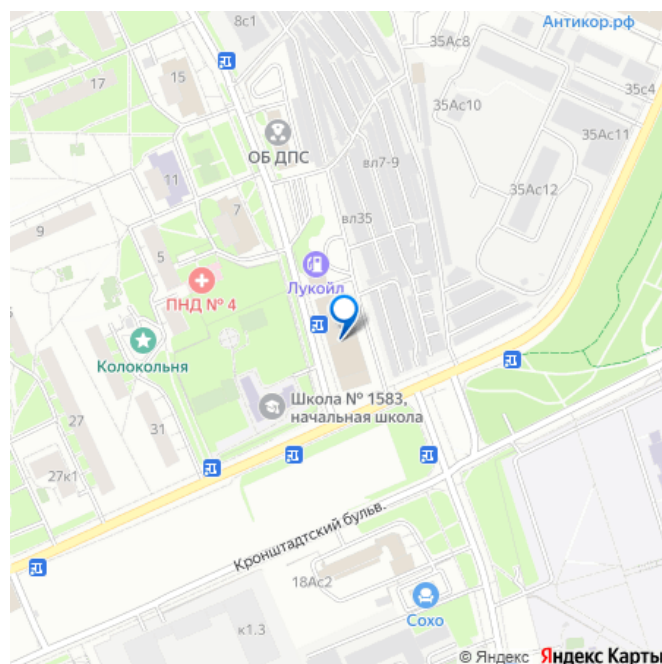 8с1
Антикор.рф
35Ас8
35с4
15
17
35Ас10
35Ас11
ОБ ДПС
вл7-9
11
35Ас12
7
вл35
9
5
Лукойл
ПНД № 4
Колокольня
Школа № 1583,
начальная школа
27
31
27к1
Кронштадтский бульв.
18Ас2
Сохо
к1.3
© Яндекс Яндекс Карты